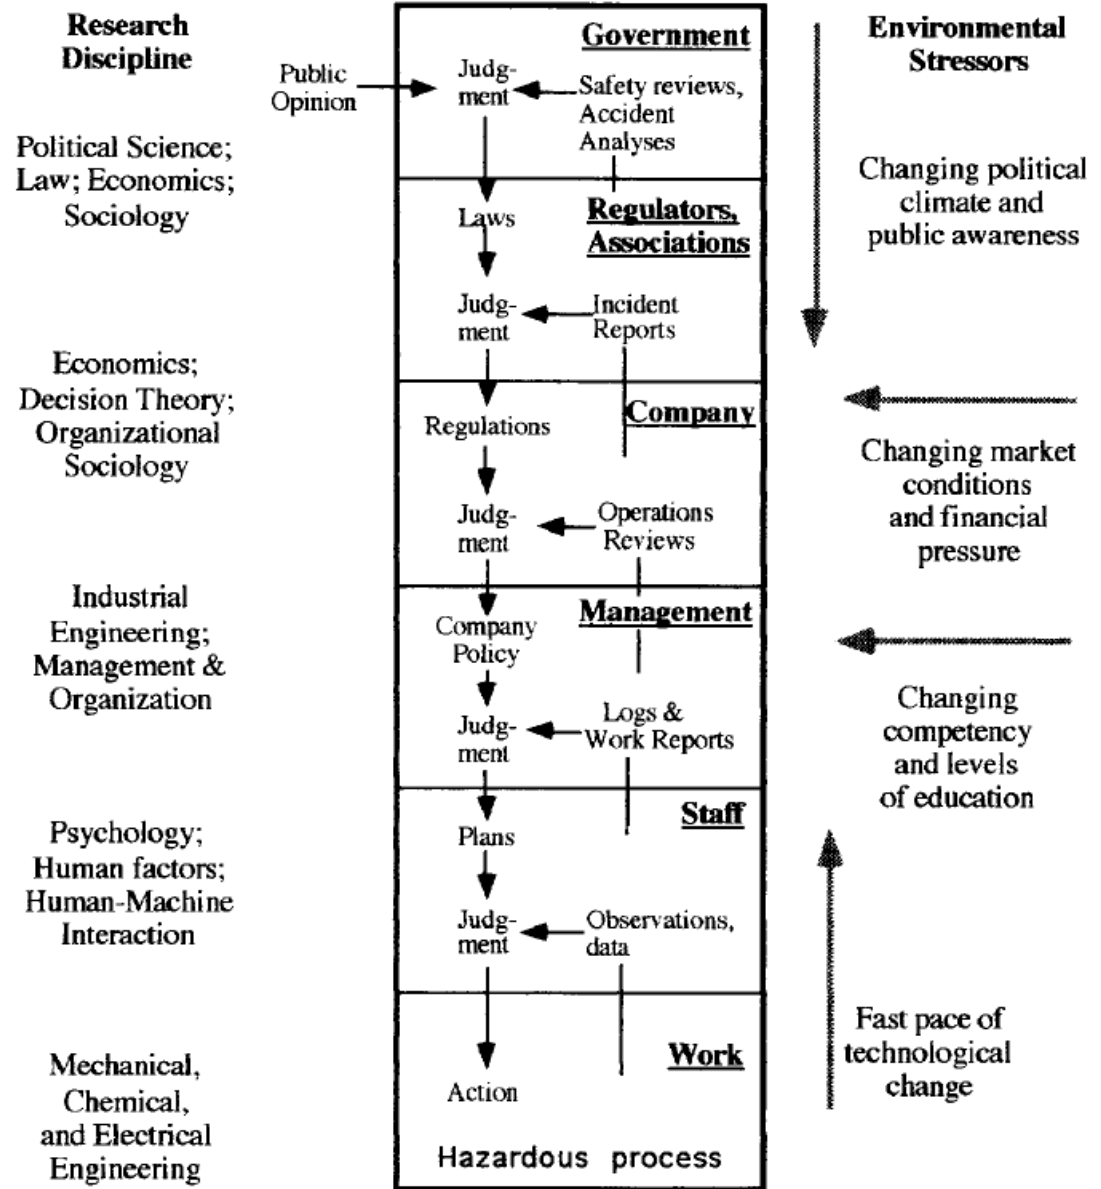 Research
Discipline
Political Science;
Law; Economics;
Sociology
Economics;
Decision Theory;
Organizational
Sociology
Industrial
Engineering;
Management &
Organization
Psychology;
Human factors;
Human-Machine
Interaction
Mechanical,
Chemical,
and Electrical
Engineering
Public
Opinion
Government
Judg-
ment
Safety reviews,
Accident
Analyses
Regulators,
Associations
Laws
Judg-
ment
Incident
Reports
Company
Regulations
Judg-
ment
Operations
Reviews
Management
Company
Policy
Judg-
ment
Logs &
Work Reports
Staff
Plans
Judg-
ment
Observations,
data
Work
Action
Hazardous process
Environmental
Stressors
Changing political
climate and
public awareness
Changing market
conditions
and financial
pressure
Changing
competency
and levels
of education
Fast pace of
technological
change